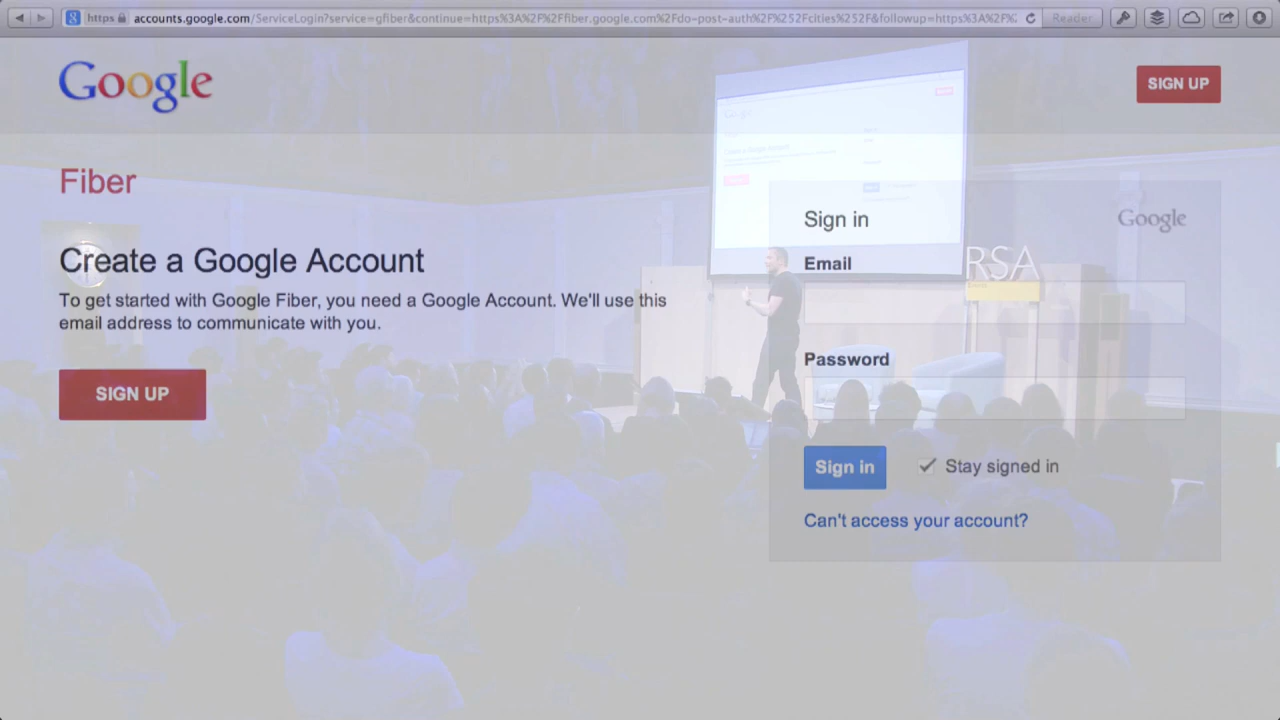 https accounts.google.com/ServiceLogin?service=gfiber&continue=https%3A%2F%2Ffiber.google.com%2Fdo-post-auth%2F%252Fcities%252F&followup=https%3A%2F% Reader
Google
SIGN UP
Fiber
Create a Google Account
To get started with Google Fiber, you need a Google Account. We'll use this
email address to communicate with you.
SIGN UP
Sign in
Google
Email
Password
Sign in
Stay signed in
Can't access your account?
RSA